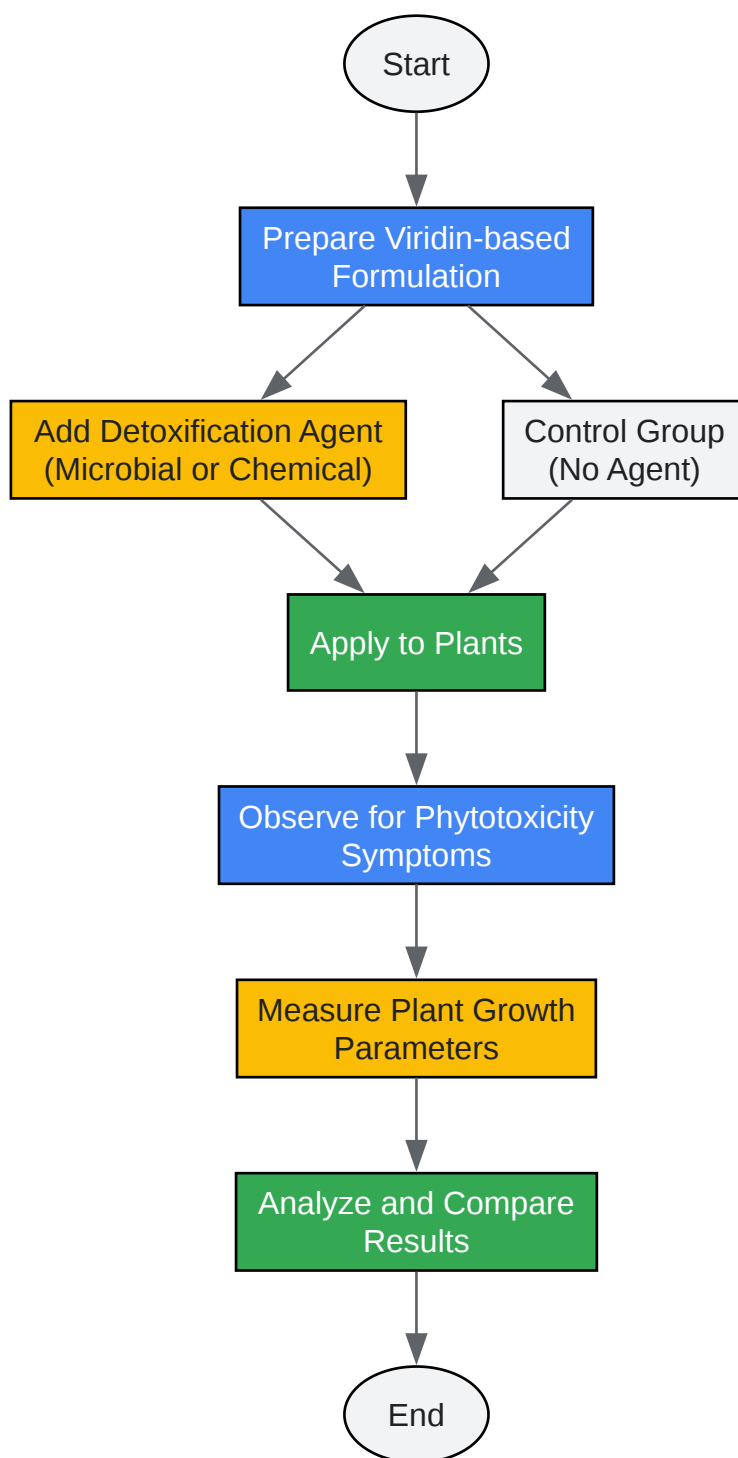 Start
Prepare Viridin-based
Formulation
Add Detoxification Agent
(Microbial or Chemical)
Control Group
(No Agent)
Apply to Plants
Observe for Phytotoxicity
Symptoms
Measure Plant Growth
Parameters
Analyze and Compare
Results
End